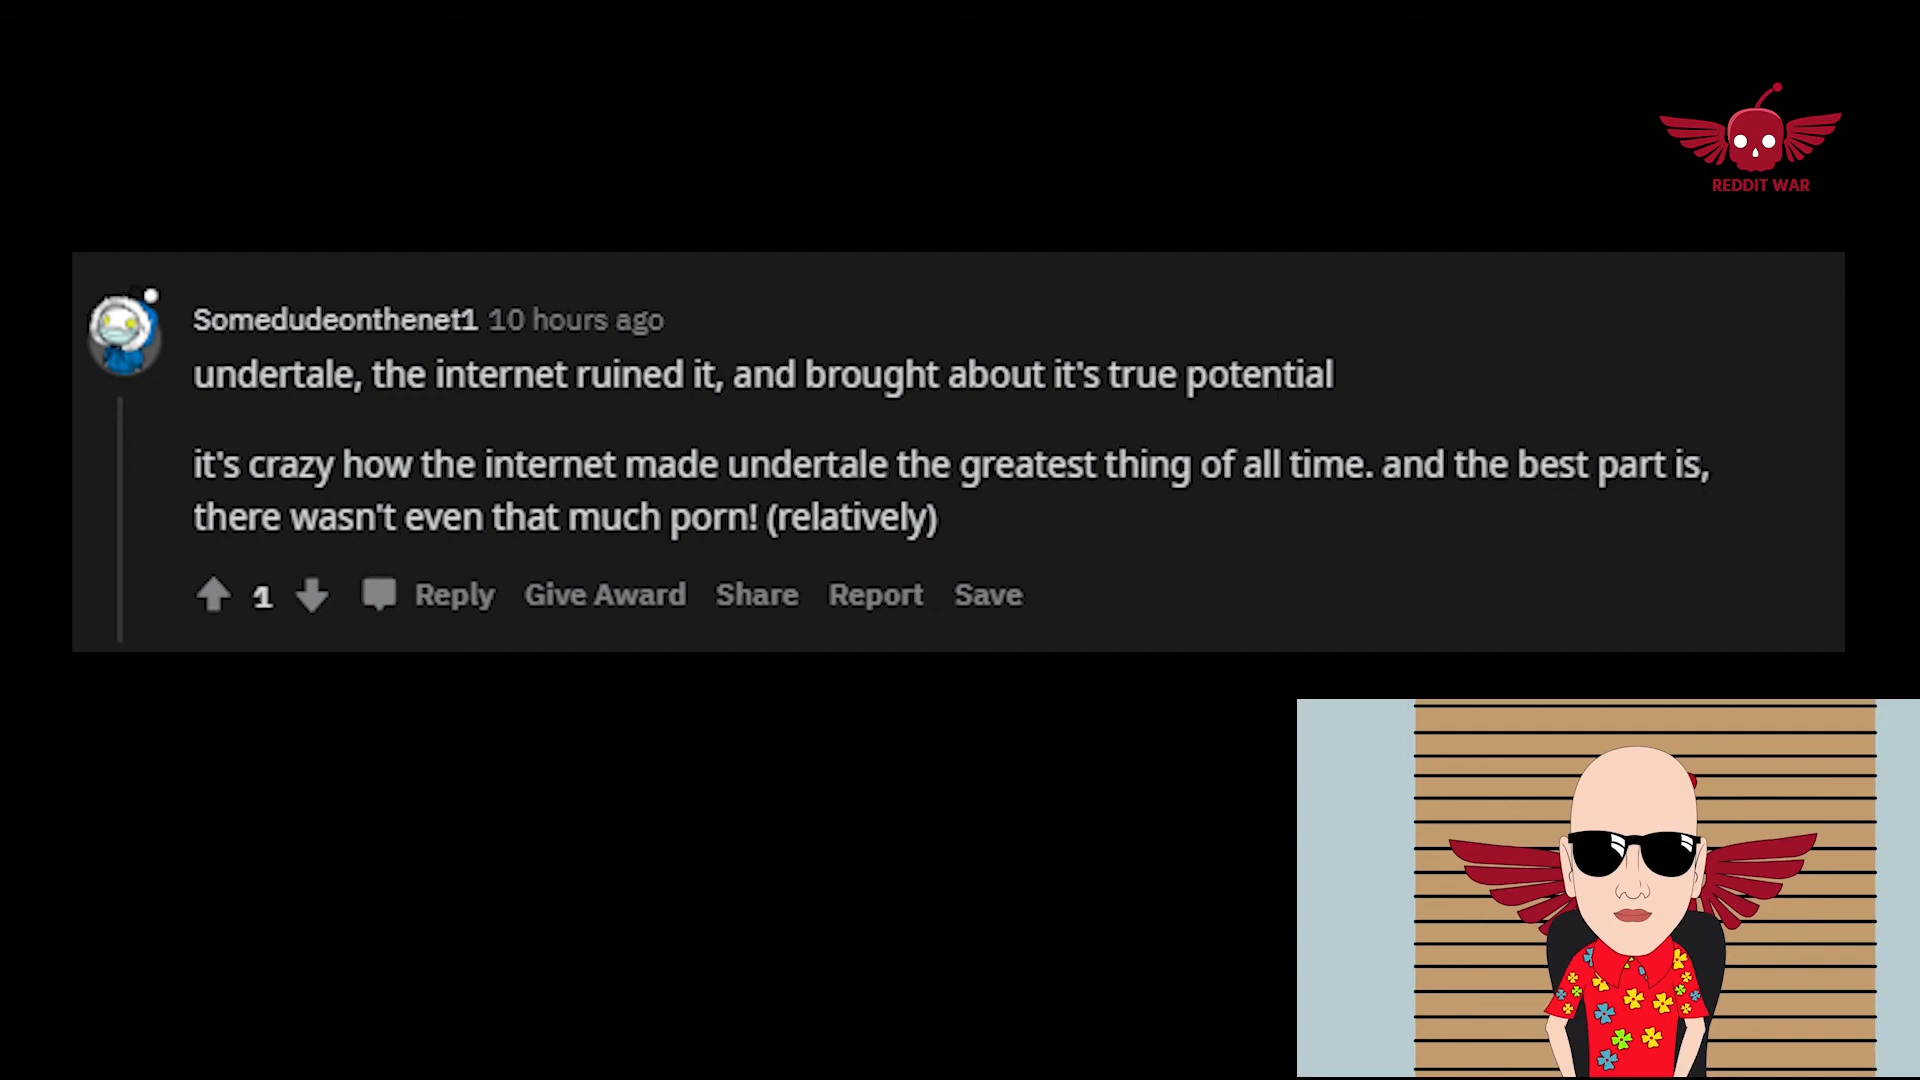 REDDIT WAR
Somedudeonthenet1 10 hours ago
undertale, the internet ruined it, and brought about it's true potential
it's crazy how the internet made undertale the greatest thing of all time. and the best part is,
there wasn't even that much porn! (relatively)
1 Reply Give Award Share Report Save